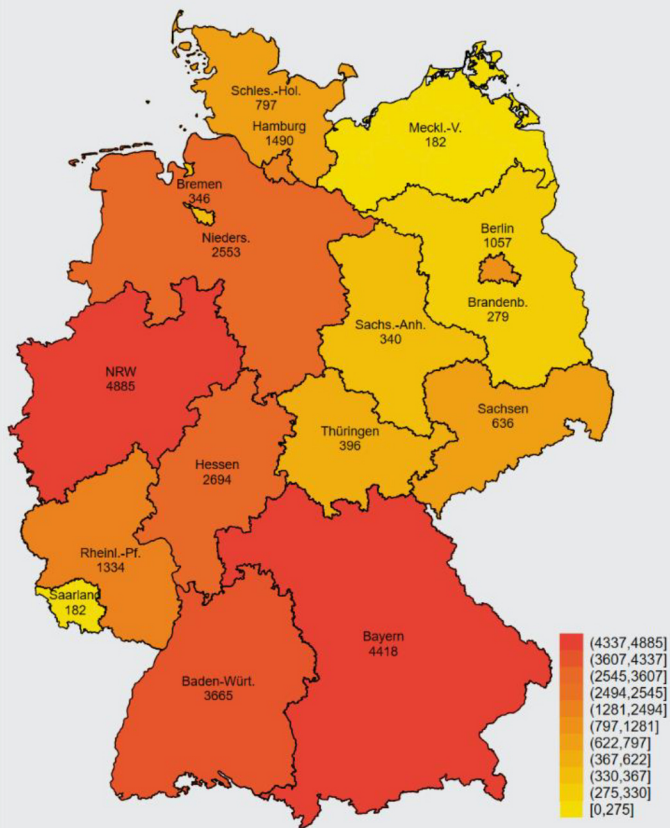 Schles.-Hol.
797
Hamburg
1490
Meckl.-V.
182
Bremen
346
Nieders.
2553
Berlin
1057
Brandenb.
279
Sachs.-Anh.
340
NRW
4885
Sachsen
636
Thüringen
396
Hessen
2694
Rheinl.-Pf.
1334
Saarland
182
Bayern
4418
Baden-Würt.
3665
(4337,4885]
(3607,4337]
(2545,3607]
(2494,2545]
(1281,2494]
(797,1281]
(622,797]
(367,622]
(330,367]
(275,330]
[0,275]